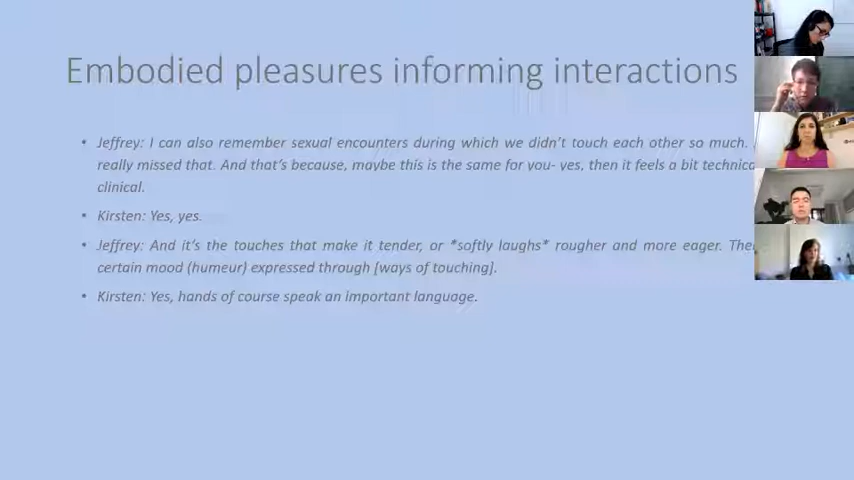 Embodied pleasures informing interactions
• Jeffrey: I can also remember sexual encounters during which we didn't touch each other so much.
really missed that. And that's because, maybe this is the same for you- yes, then it feels a bit technica
clinical.
• Kirsten: Yes, yes.
• Jeffrey: And it's the touches that make it tender, or *softly laughs* rougher and more eager. The
certain mood (humeur) expressed through [ways of touching].
• Kirsten: Yes, hands of course speak an important language.